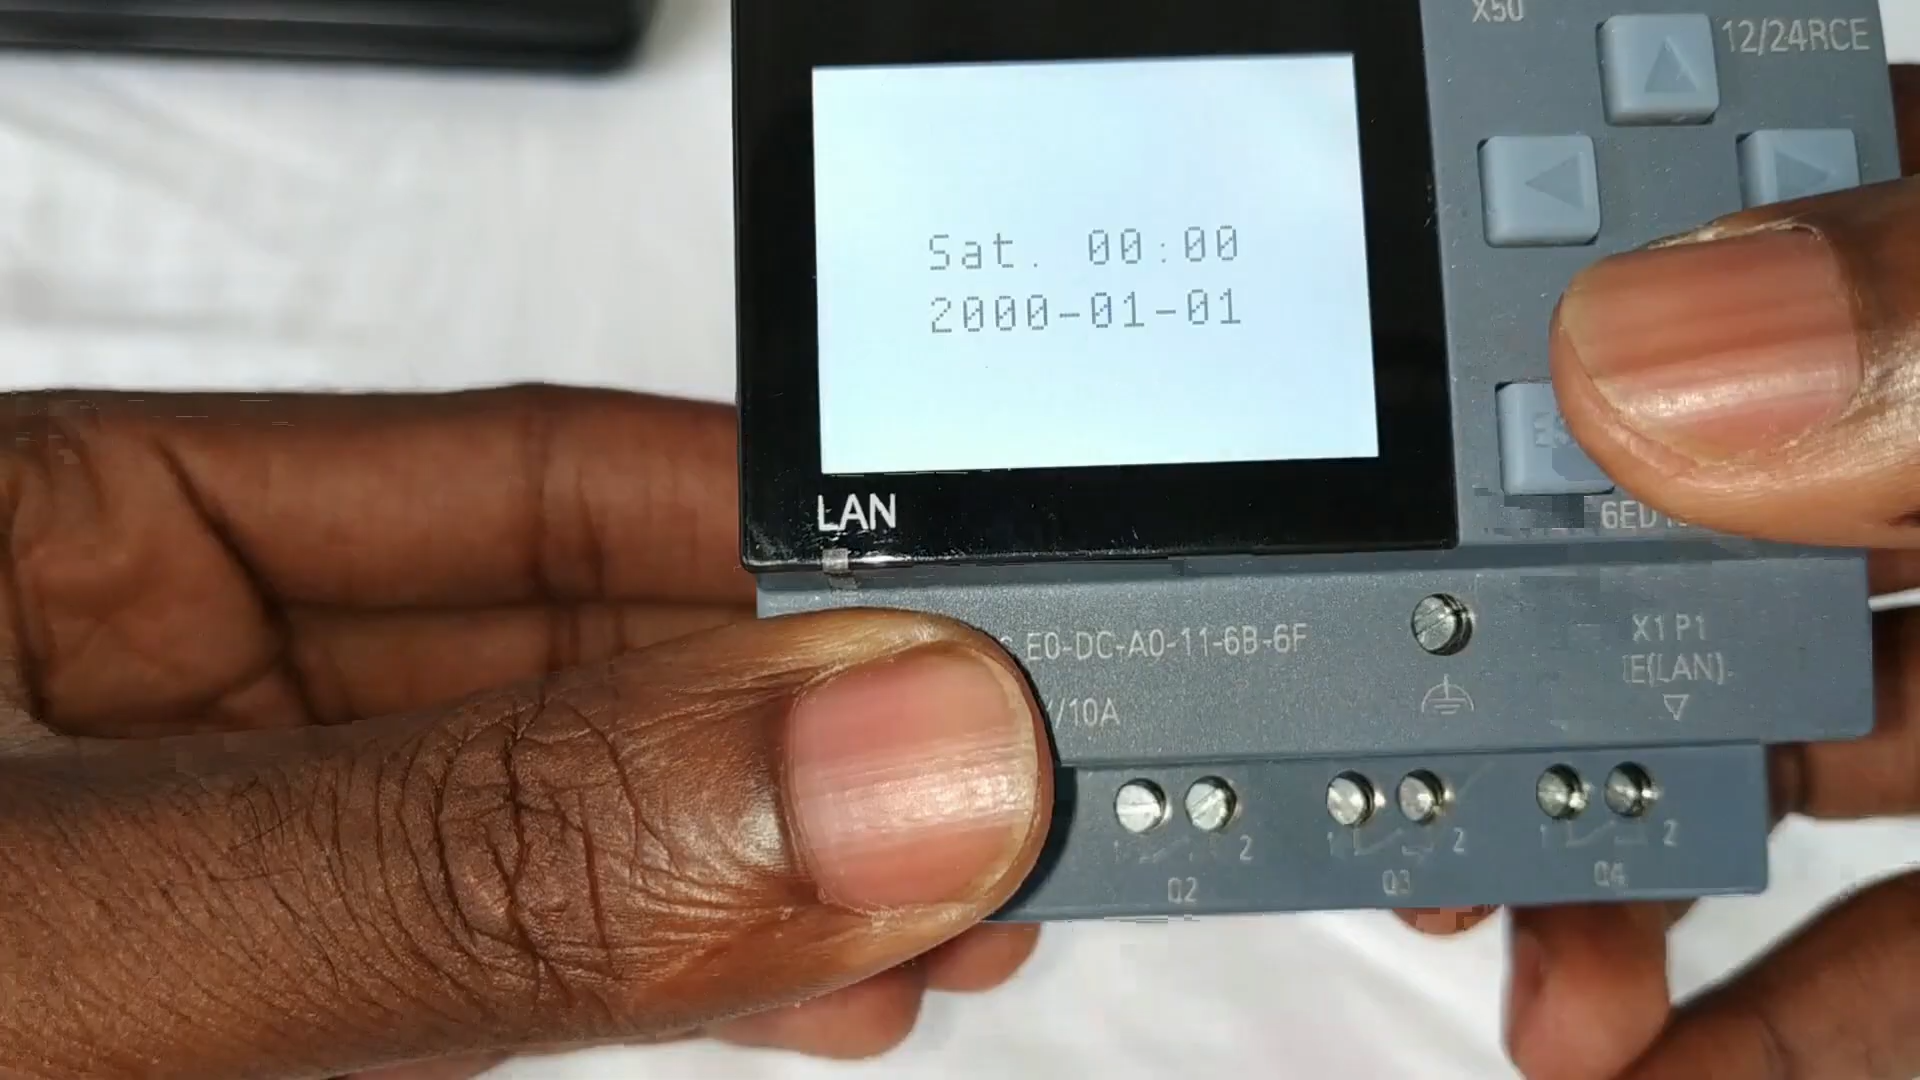 X50
12/24RCE
Sat. 00:00
2000-01-01
LAN
E0-DC-A0-11-6B-6F
X1 P1
(LAN)
/10A
1 2
1 2
1 2
Q2
Q3
Q4